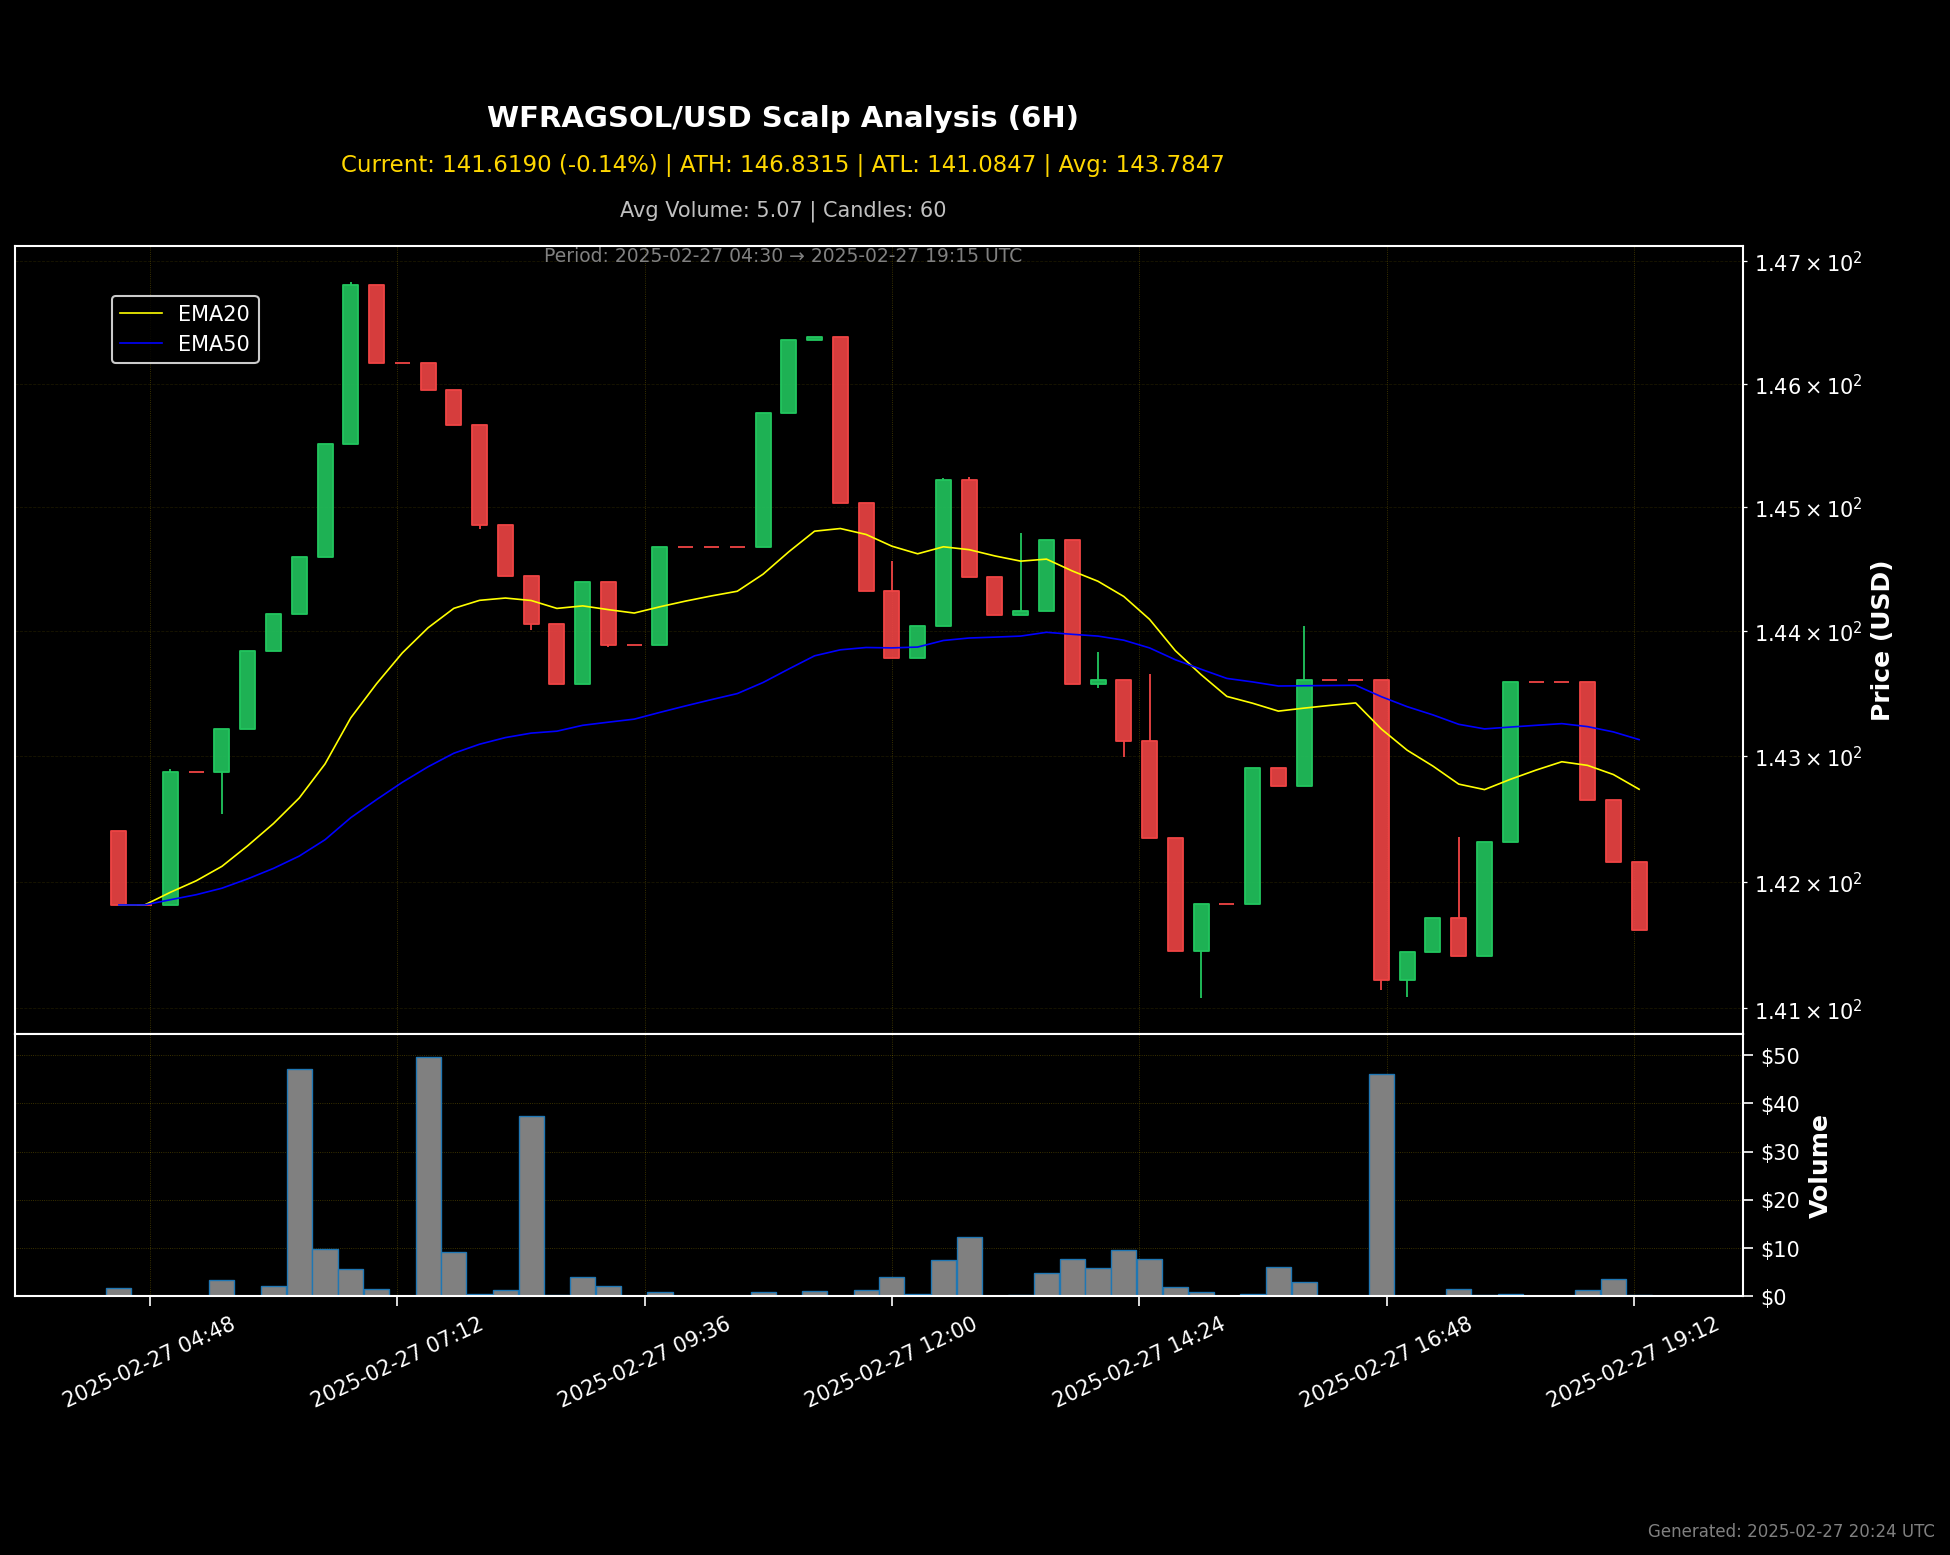 WFRAGSOL/USD Scalp Analysis (6H)
Current: 141.6190 (-0.14%) | ATH: 146.8315 | ATL: 141.0847 | Avg: 143.7847
Avg Volume: 5.07 | Candles: 60
Period: 2025-02-27 04:30 → 2025-02-27 19:15 UTC
EMA20
EMA50
1.47 × 10²
1.46 × 10²
1.45 × 10²
1.44 × 10²
1.43 × 10²
1.42 × 10²
1.41 × 10²
Price (USD)
$50
$40
$30
$20
$10
$0
Volume
2025-02-27 04:48
2025-02-27 07:12
2025-02-27 09:36
2025-02-27 12:00
2025-02-27 14:24
2025-02-27 16:48
2025-02-27 19:12
Generated: 2025-02-27 20:24 UTC